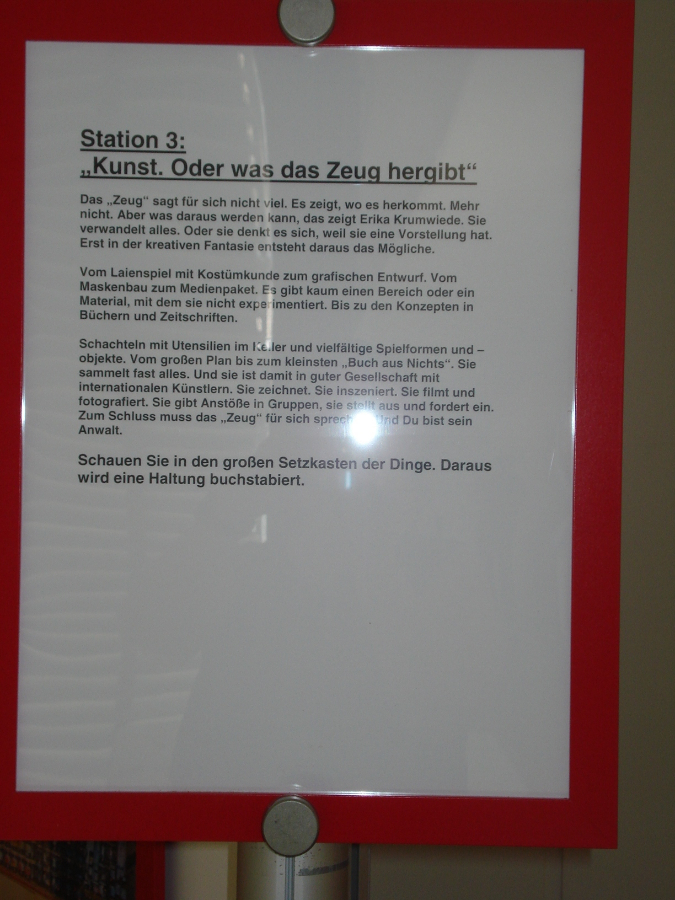 Station 3:
„Kunst. Oder was das Zeug hergibt“
Das „Zeug“ sagt für sich nicht viel. Es zeigt, wo es herkommt. Mehr
nicht. Aber was daraus werden kann, das zeigt Erika Krumwiede. Sie
verwandelt alles. Oder sie denkt es sich, weil sie eine Vorstellung hat.
Erst in der kreativen Fantasie entsteht daraus das Mögliche.
Vom Laienspiel mit Kostümkunde zum grafischen Entwurf. Vom
Maskenbau zum Medienpaket. Es gibt kaum einen Bereich oder ein
Material, mit dem sie nicht experimentiert. Bis zu den Konzepten in
Büchern und Zeitschriften.
Schachteln mit Utensilien im Keller und vielfältige Spielformen und –
objekte. Vom großen Plan bis zum kleinsten „Buch aus Nichts“. Sie
sammelt fast alles. Und sie ist damit in guter Gesellschaft mit
internationalen Künstlern. Sie zeichnet. Sie inszeniert. Sie filmt und
fotografiert. Sie gibt Anstöße in Gruppen, sie stellt aus und fordert ein.
Zum Schluss muss das „Zeug“ für sich sprechen. Und Du bist sein
Anwalt.
Schauen Sie in den großen Setzkasten der Dinge. Daraus
wird eine Haltung buchstabiert.